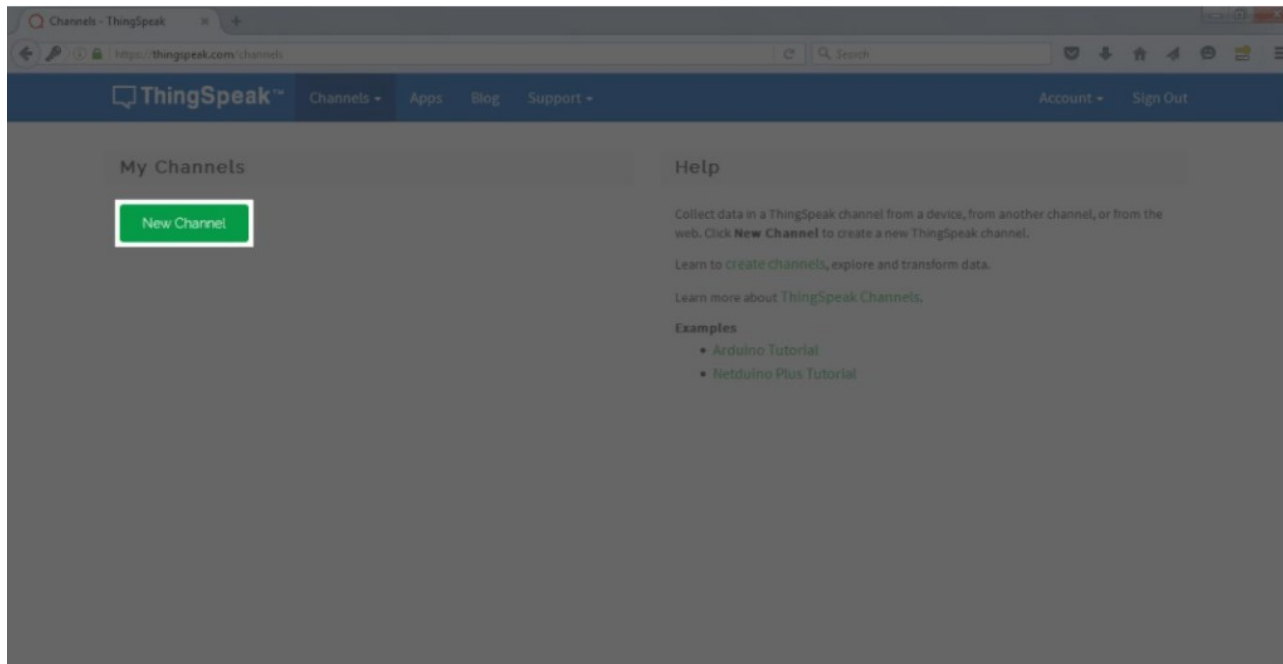 Channels - ThingSpeak
https://thingspeak.com/channels
Search
ThingSpeak™
Channels
Apps
Blog
Support
Account
Sign Out
My Channels
New Channel
Help
Collect data in a ThingSpeak channel from a device, from another channel, or from the
web. Click New Channel to create a new ThingSpeak channel.
Learn to create channels, explore and transform data.
Learn more about ThingSpeak Channels.
Examples
• Arduino Tutorial
• Netduino Plus Tutorial